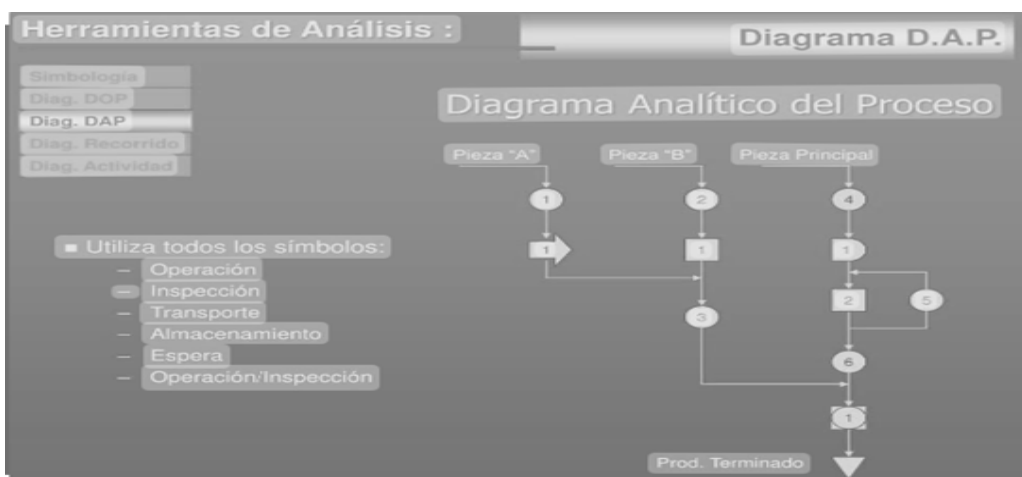 Herramientas de Análisis :
Diagrama D.A.P.
Simbología
Diag. DOP
Diag. DAP
Diag. Recorrido
Diag. Actividad
Diagrama Analítico del Proceso
Pieza "A"
Pieza "B"
Pieza Principal
1
2
4
1
1
1
2
5
3
6
1
Prod. Terminado
■ Utiliza todos los símbolos:
– Operación
– Inspección
– Transporte
– Almacenamiento
– Espera
– Operación/Inspección